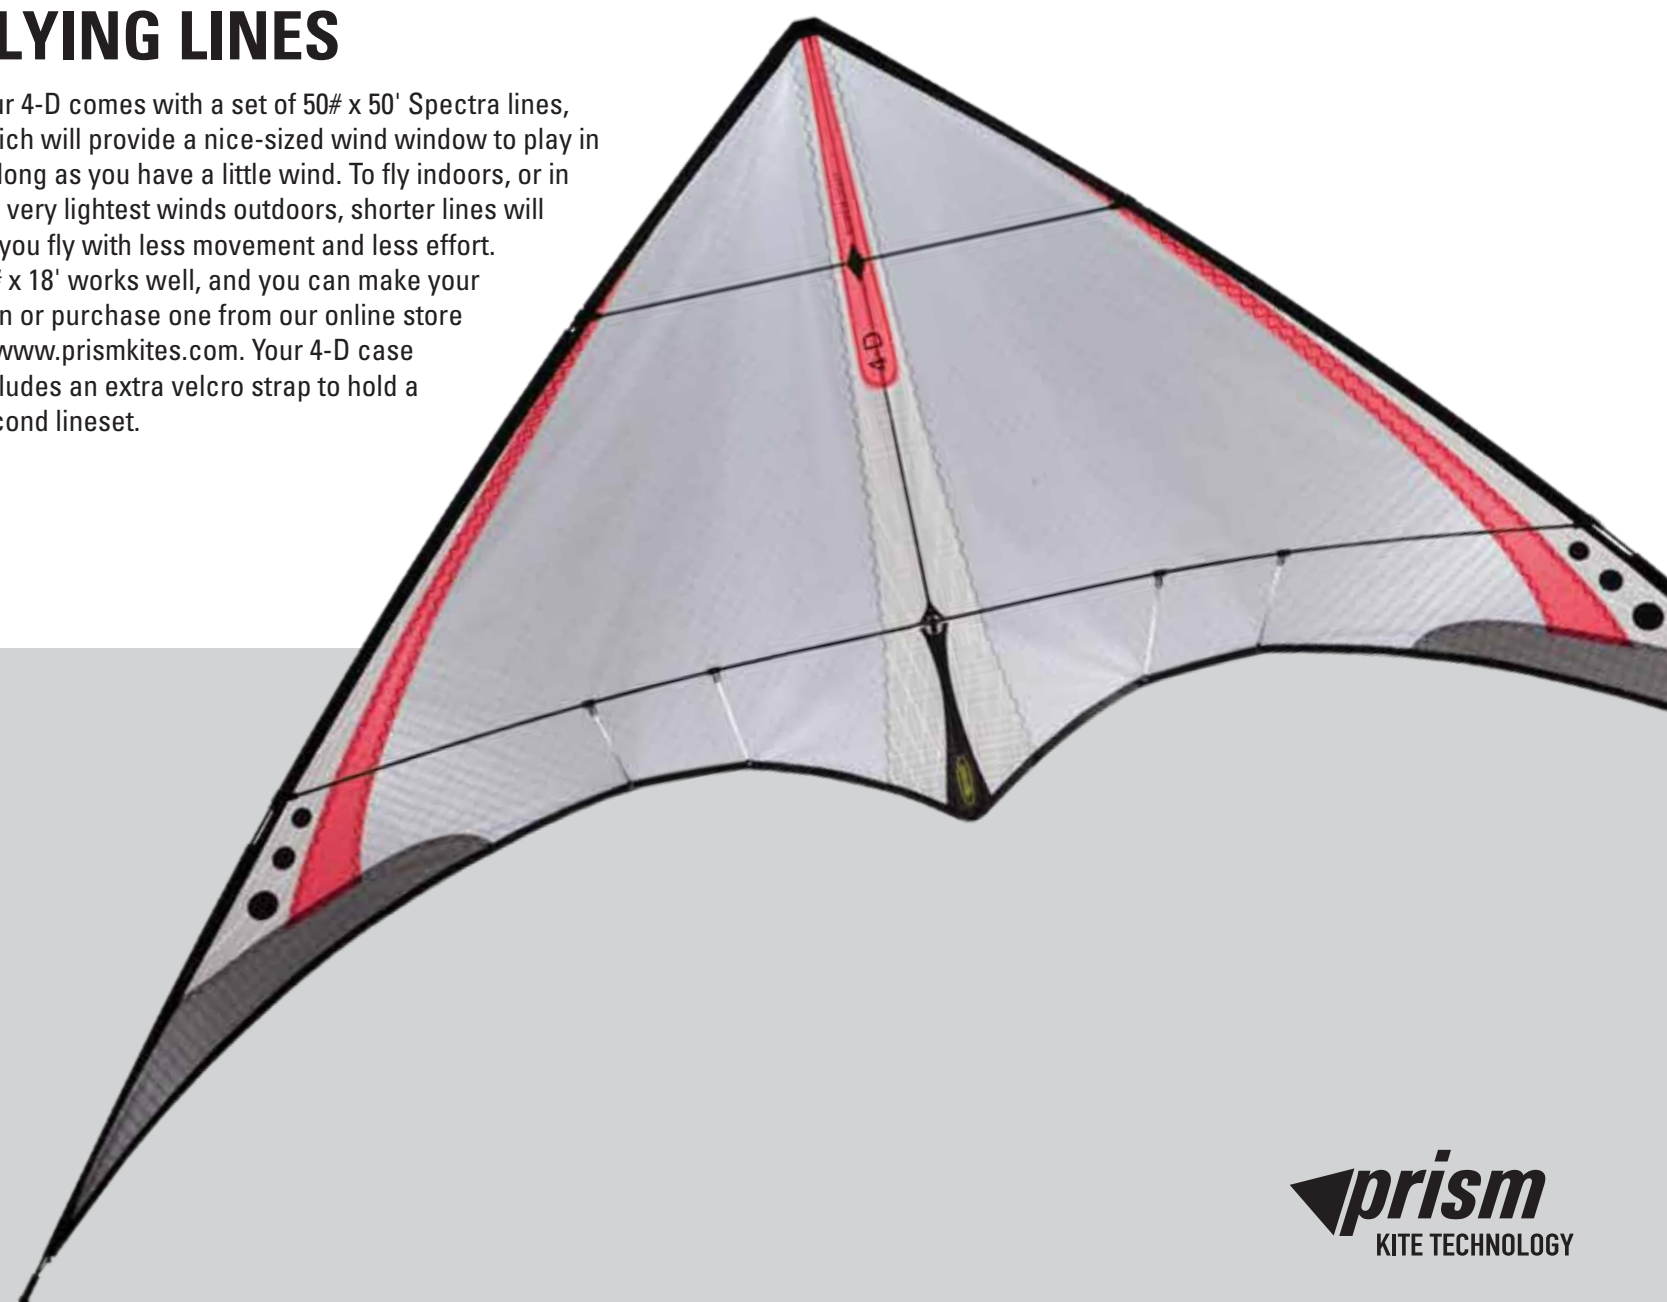 LYING LINES
ur 4-D comes with a set of 50# x 50' Spectra lines,
ich will provide a nice-sized wind window to play in
long as you have a little wind. To fly indoors, or in
very lightest winds outdoors, shorter lines will
you fly with less movement and less effort.
# x 18' works well, and you can make your
n or purchase one from our online store
www.prismkites.com. Your 4-D case
ludes an extra velcro strap to hold a
cond lineset.
4-D
prism
KITE TECHNOLOGY